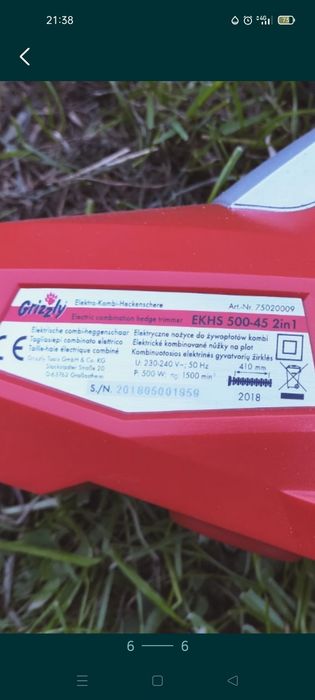 21:38
Grizzly
Elektro-Kombi-Heckenschere
Art.-Nr. 75020009
Electric combination hedge trimmer
EKHS 500-45 2in1
Elektrische combi-heggenschaar
Elektryczne nożyce do żywopłotów kombi
Tagliasiepi combinato elettrico
Elektrické kombinované nůžky na plot
Taille-haie électrique combiné
Kombinuotosios elektrinės gyvatvorių žirklės
CE
Grizzly Tools GmbH & Co. KG
U: 230-240 V~; 50 Hz
410 mm
Stockstädter Straße 20
P: 500 W; n₀: 1500 min
D-63762 Großostheim
S./N. 201805001958
2018
6
6